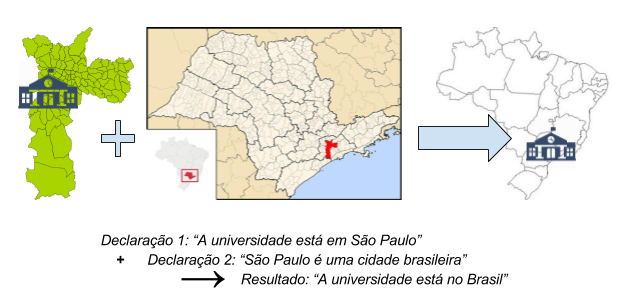 Declaração 1: “A universidade está em São Paulo”
+ Declaração 2: “São Paulo é uma cidade brasileira”
⟶ Resultado: “A universidade está no Brasil”